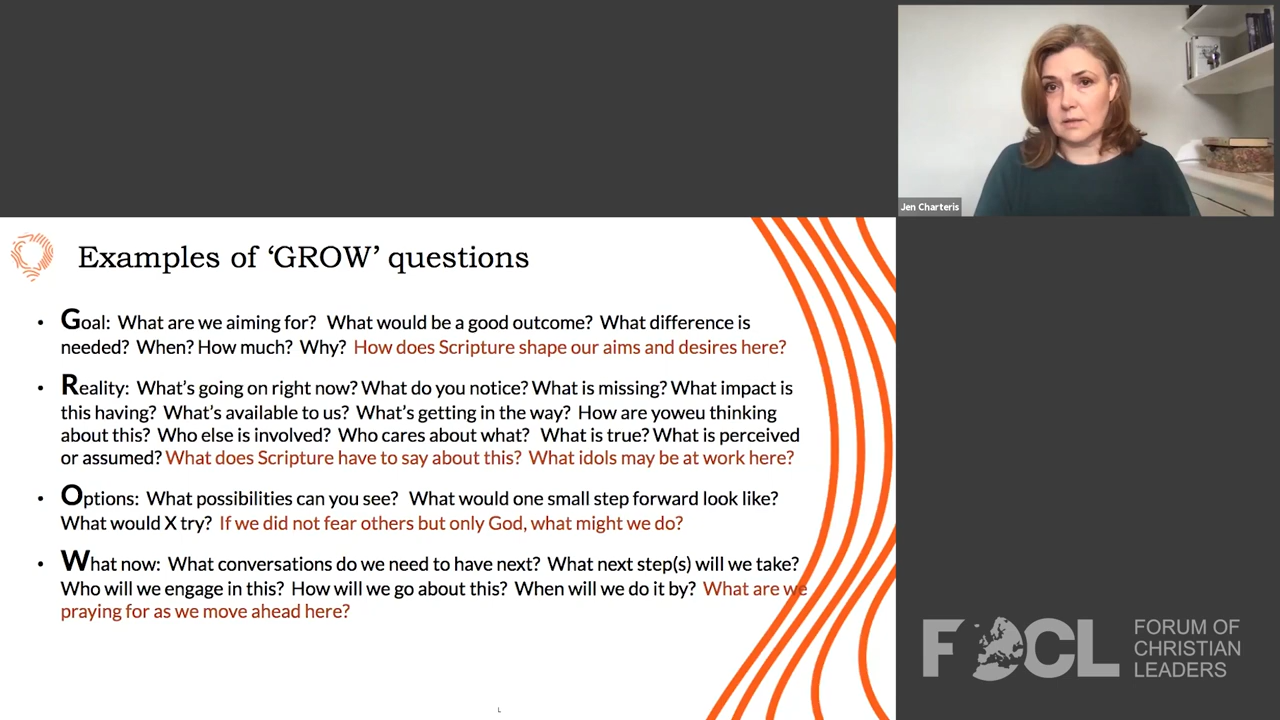 Jen Charteris
Examples of ‘GROW’ questions
• Goal: What are we aiming for? What would be a good outcome? What difference is
needed? When? How much? Why? How does Scripture shape our aims and desires here?
• Reality: What’s going on right now? What do you notice? What is missing? What impact is
this having? What’s available to us? What’s getting in the way? How are yoweu thinking
about this? Who else is involved? Who cares about what? What is true? What is perceived
or assumed? What does Scripture have to say about this? What idols may be at work here?
• Options: What possibilities can you see? What would one small step forward look like?
What would X try? If we did not fear others but only God, what might we do?
• What now: What conversations do we need to have next? What next step(s) will we take?
Who will we engage in this? How will we go about this? When will we do it by? What are we
praying for as we move ahead here?
FOCL
FORUM OF
CHRISTIAN
LEADERS